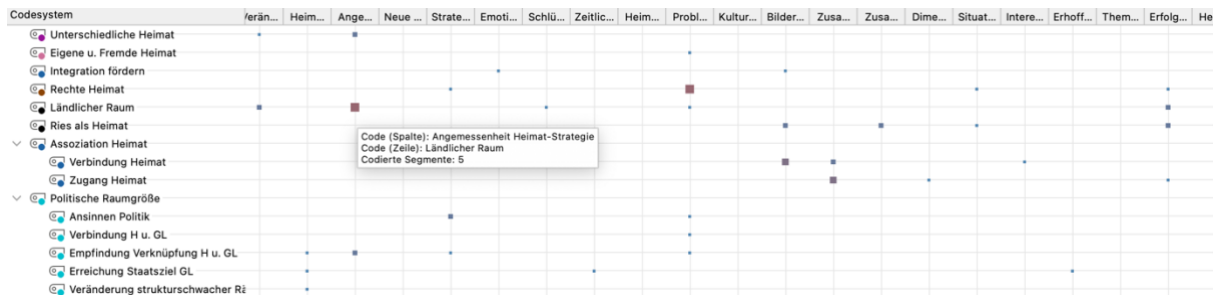 Codesystem
/erän... Heim... Ange... Neue ... Strate... Emoti... Schlü... Zeitlic... Heim... Probl... Kultur... Bilder... Zusa... Zusa... Dime... Situat... Intere... Erhoff... Them... Erfolg... He
Unterschiedliche Heimat
Eigene u. Fremde Heimat
Integration fördern
Rechte Heimat
Ländlicher Raum
Ries als Heimat
Code (Spalte): Angemessenheit Heimat-Strategie
Code (Zeile): Ländlicher Raum
Codierte Segmente: 5
Assoziation Heimat
Verbindung Heimat
Zugang Heimat
Politische Raumgröße
Ansinnen Politik
Verbindung H u. GL
Empfindung Verknüpfung H u. GL
Erreichung Staatsziel GL
Veränderung strukturschwacher Rä